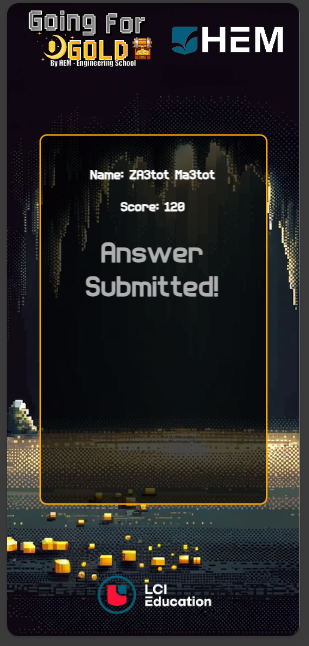 Going For
GOLD
By HEM - Engineering School
HEM
Name: ZA3tot Ma3tot
Score: 120
Answer
Submitted!
LCI
Education